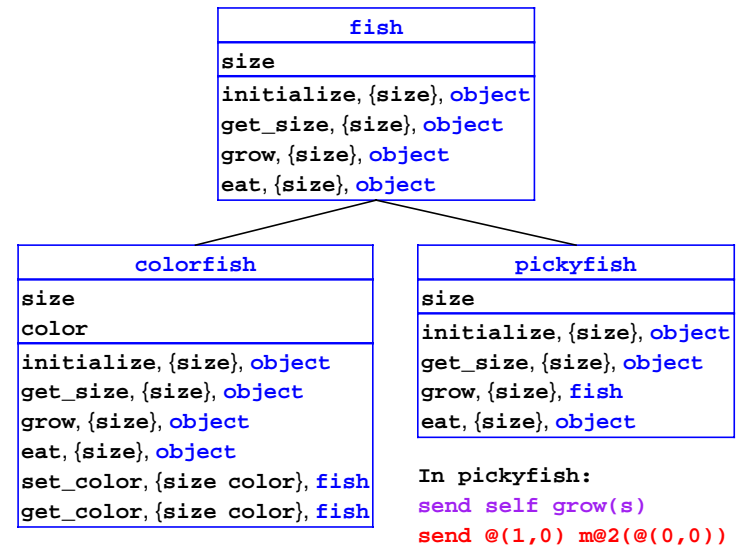 fish
size
initialize, {size}, object
get_size, {size}, object
grow, {size}, object
eat, {size}, object
colorfish
size
color
initialize, {size}, object
get_size, {size}, object
grow, {size}, object
eat, {size}, object
set_color, {size color}, fish
get_color, {size color}, fish
pickyfish
size
initialize, {size}, object
get_size, {size}, object
grow, {size}, fish
eat, {size}, object
In pickyfish:
send self grow(s)
send @(1,0) m@2(@(0,0))